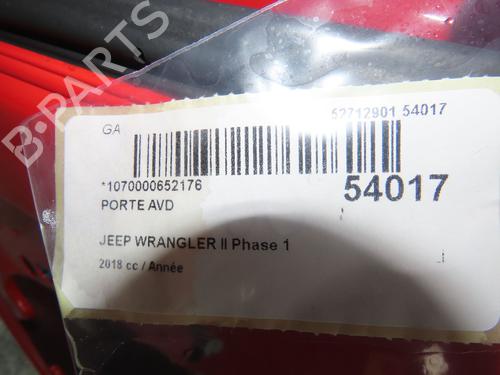 B-PARTS
GA
52712901 54017
*1070000652176
54017
PORTE AVD
JEEP WRANGLER II Phase 1
2018 cc / Année